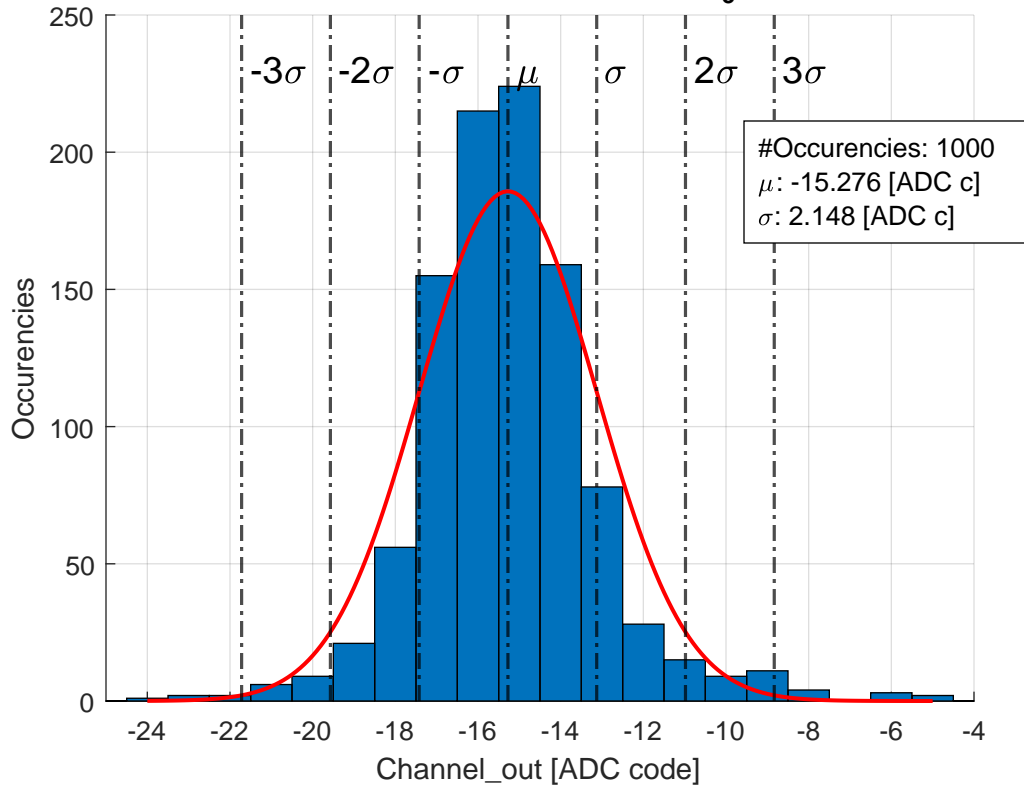 250
200
150
100
50
0
-3σ -2σ -σ μ σ 2σ 3σ
#Occurencies: 1000
μ: -15.276 [ADC c]
σ: 2.148 [ADC c]
Occurencies
-24 -22 -20 -18 -16 -14 -12 -10 -8 -6 -4
Channel_out [ADC code]